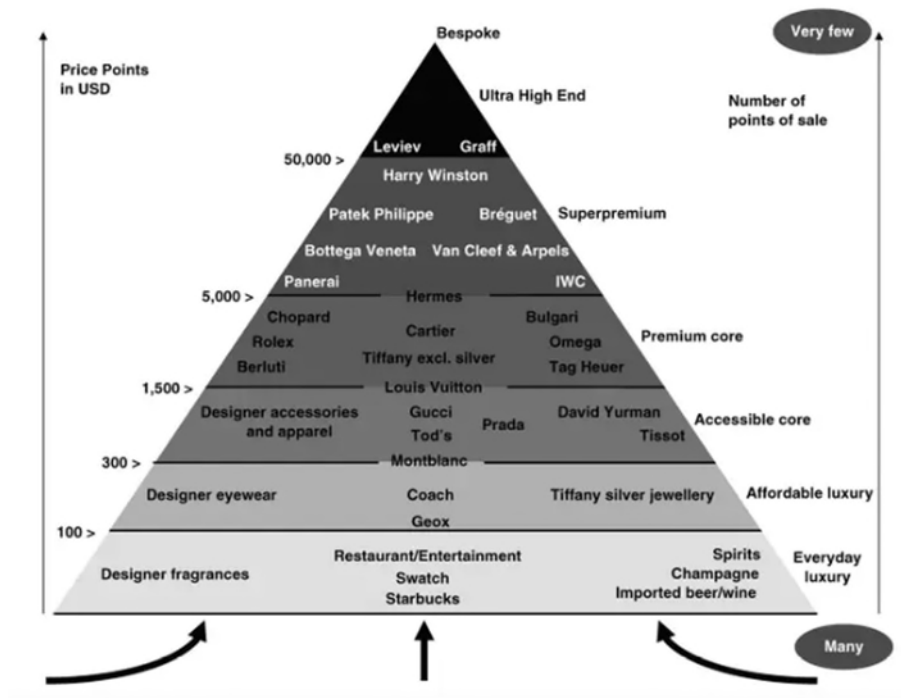 Bespoke
Very few
Price Points
in USD
Ultra High End
Number of
points of sale
Leviev Graff
50,000 >
Harry Winston
Patek Philippe Bréguet Superpremium
Bottega Veneta Van Cleef & Arpels
Panerai IWC
5,000 > Hermes
Chopard Bulgari
Cartier
Rolex Omega
Premium core
Tiffany excl. silver
Berluti Tag Heuer
1,500 > Louis Vuitton
Designer accessories
and apparel
Gucci
Tod's
Prada
David Yurman
Tissot
Accessible core
300 > Montblanc
Designer eyewear Coach Tiffany silver jewellery Affordable luxury
Geox
100 >
Designer fragrances
Restaurant/Entertainment
Swatch
Starbucks
Spirits
Champagne
Imported beer/wine
Everyday
luxury
Many